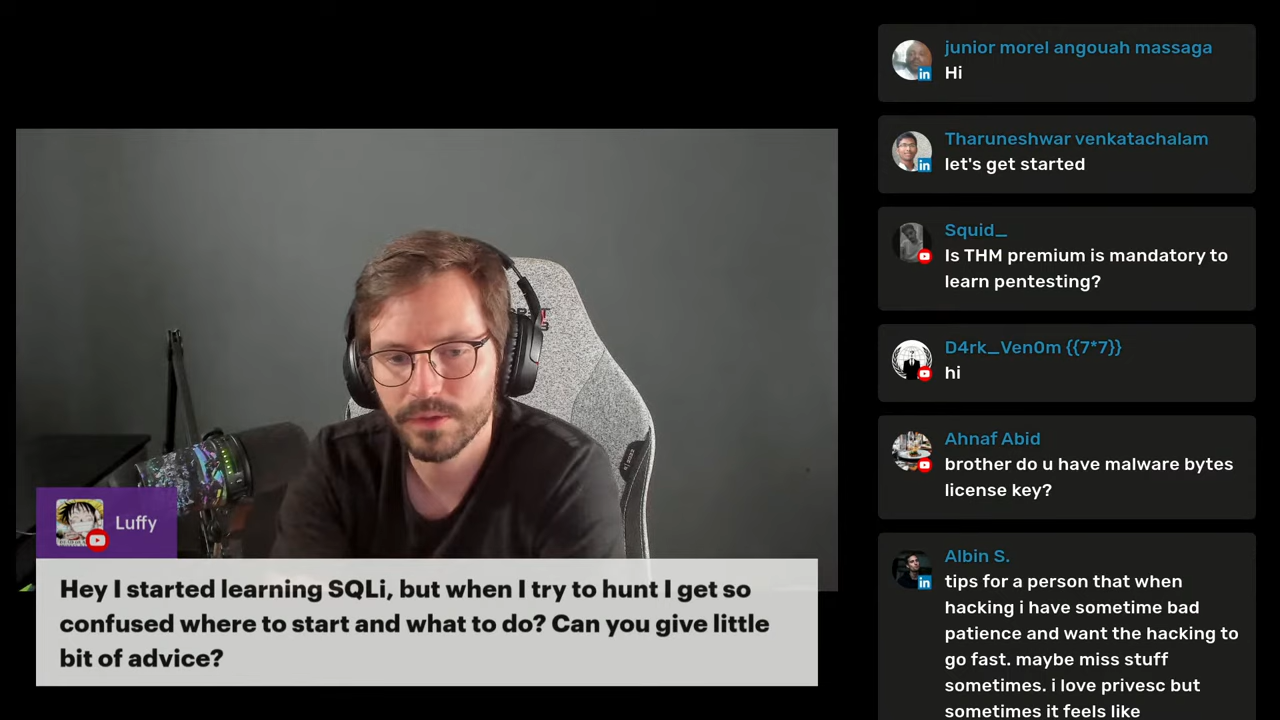 Luffy
Hey I started learning SQLi, but when I try to hunt I get so
confused where to start and what to do? Can you give little
bit of advice?
junior morel angouah massaga
Hi
Tharuneshwar venkatachalam
let's get started
Squid_
Is THM premium is mandatory to
learn pentesting?
D4rk_Ven0m {{7*7}}
hi
Ahnaf Abid
brother do u have malware bytes
license key?
Albin S.
tips for a person that when
hacking i have sometime bad
patience and want the hacking to
go fast. maybe miss stuff
sometimes. i love privesc but
sometimes it feels like